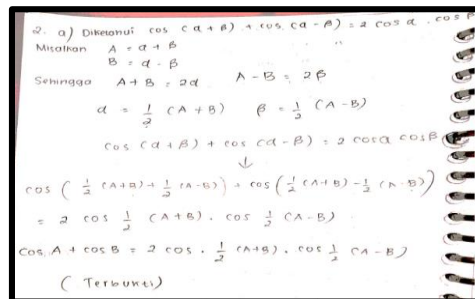 2. a) Diketahui cos (α + β) + cos (α - β) = 2 cos α . cos β
Misalkan A = α + β
B = α - β
Sehingga A + B = 2α A - B = 2β
α = 1/2 (A + B) β = 1/2 (A - B)
cos (α + β) + cos (α - β) = 2 cos α cos β
↓
cos (1/2 (A+B) + 1/2 (A-B)) + cos (1/2 (A+B) - 1/2 (A-B))
= 2 cos 1/2 (A+B) . cos 1/2 (A-B)
cos A + cos B = 2 cos . 1/2 (A+B) . cos 1/2 (A-B)
(Terbukti)